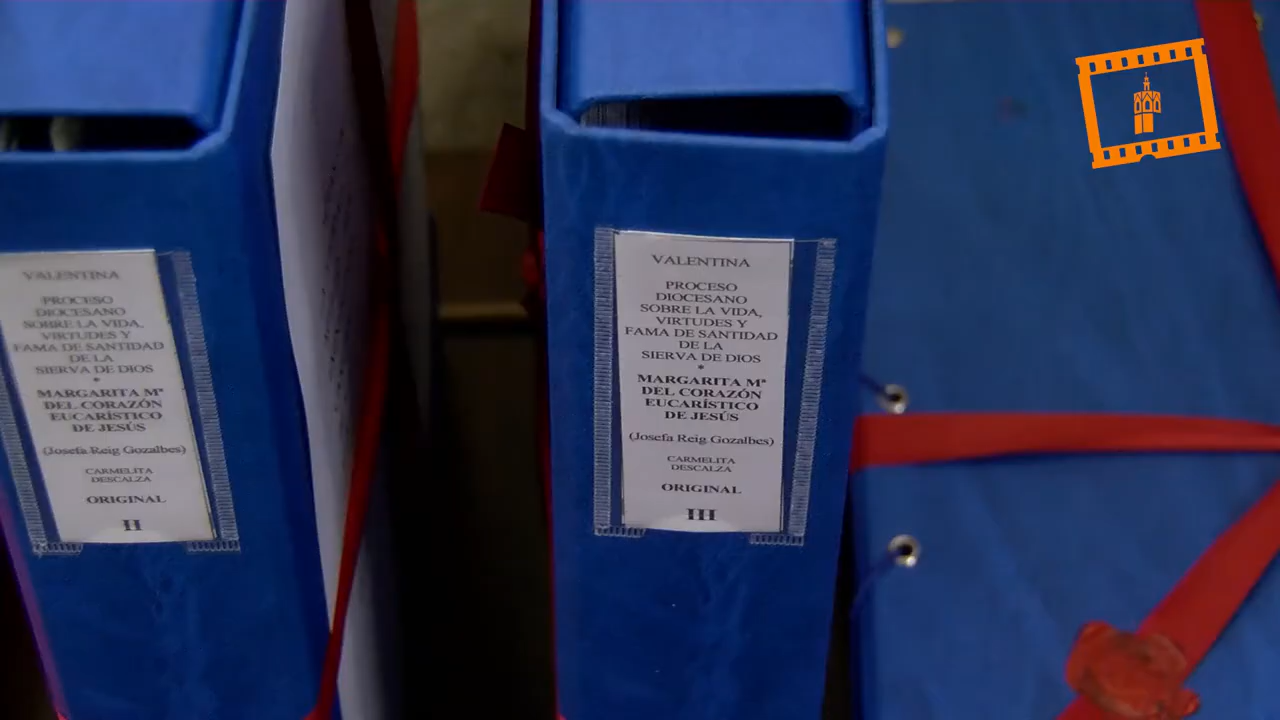 VALENTINA
PROCESO
DIOCESANO
SOBRE LA VIDA,
VIRTUDES Y
FAMA DE SANTIDAD
DE LA
SIERVA DE DIOS
*
MARGARITA Mª
DEL CORAZÓN
EUCARÍSTICO
DE JESÚS
(Josefa Reig Gozalbes)
CARMELITA
DESCALZA
ORIGINAL
II
VALENTINA
PROCESO
DIOCESANO
SOBRE LA VIDA,
VIRTUDES Y
FAMA DE SANTIDAD
DE LA
SIERVA DE DIOS
*
MARGARITA Mª
DEL CORAZÓN
EUCARÍSTICO
DE JESÚS
(Josefa Reig Gozalbes)
CARMELITA
DESCALZA
ORIGINAL
III